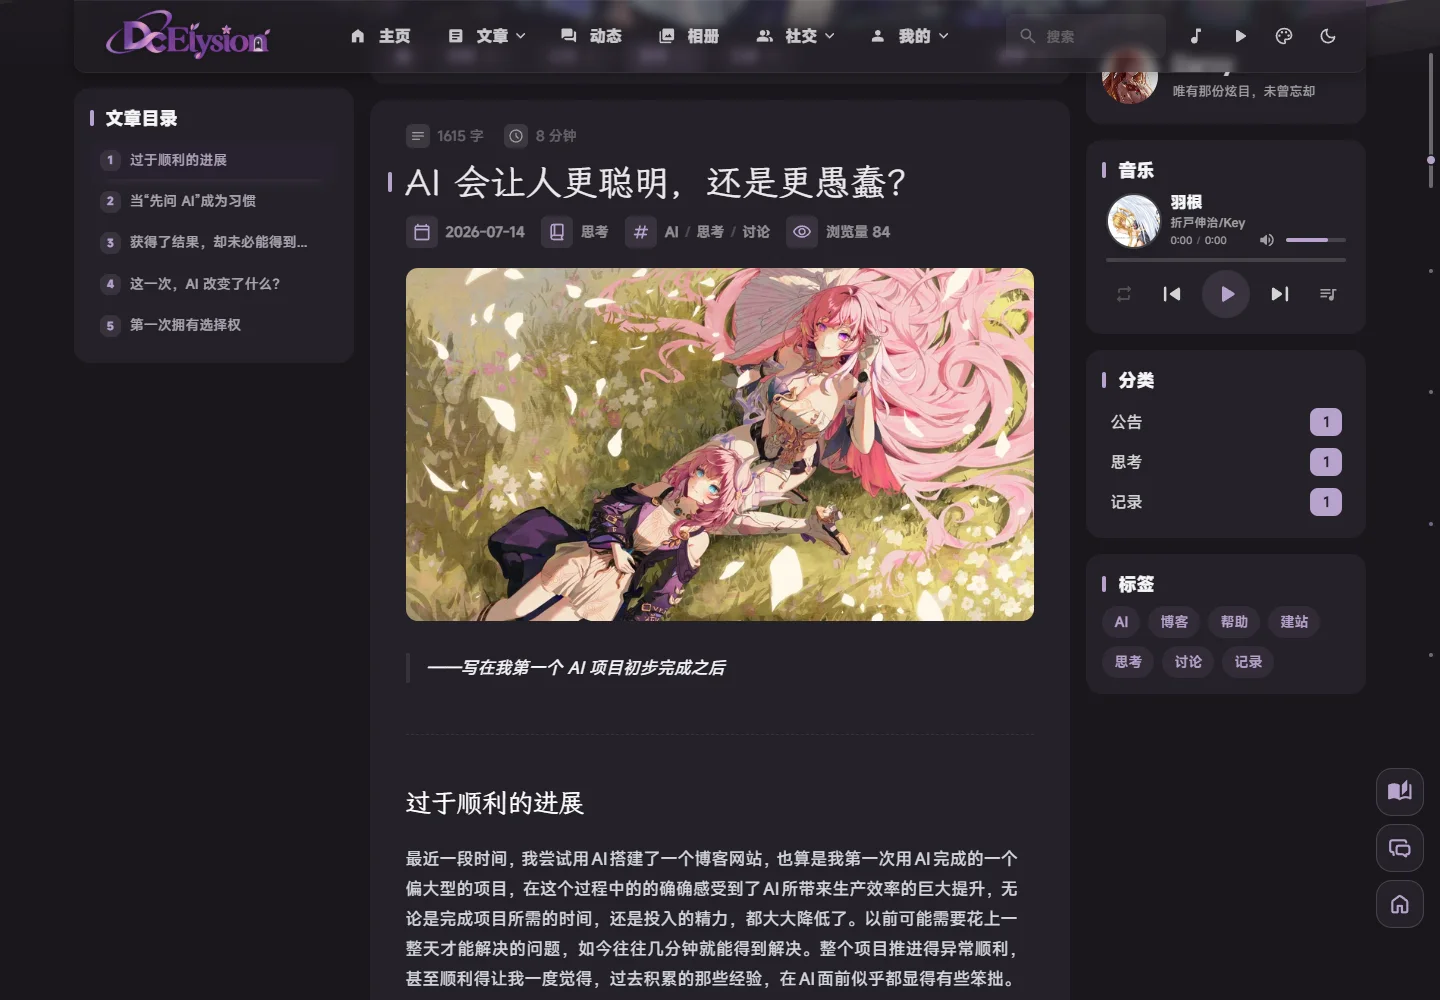 DcElysion
主页
文章
动态
相册
社交
我的
搜索
文章目录
1 过于顺利的进展
2 当“先问 AI”成为习惯
3 获得了结果，却未必能得到...
4 这一次，AI 改变了什么？
5 第一次拥有选择权
1615 字
8 分钟
AI 会让人更聪明，还是更愚蠢？
2026-07-14
思考
AI / 思考 / 讨论
浏览量 84
——写在我第一个 AI 项目初步完成之后
过于顺利的进展
最近一段时间，我尝试用AI搭建了一个博客网站，也算是我第一次用AI完成的一个
偏大型的项目，在这个过程中的的确确感受到了AI所带来生产效率的巨大提升，无
论是完成项目所需的时间，还是投入的精力，都大大降低了。以前可能需要花上一
整天才能解决的问题，如今往往几分钟就能得到解决。整个项目推进得异常顺利，
甚至顺利得让我一度觉得，过去积累的那些经验，在AI面前似乎都显得有些笨拙。
唯有那份炫目，未曾忘却
音乐
羽根
折戸伸治/Key
0:00 / 0:00
分类
公告 1
思考 1
记录 1
标签
AI
博客
帮助
建站
思考
讨论
记录